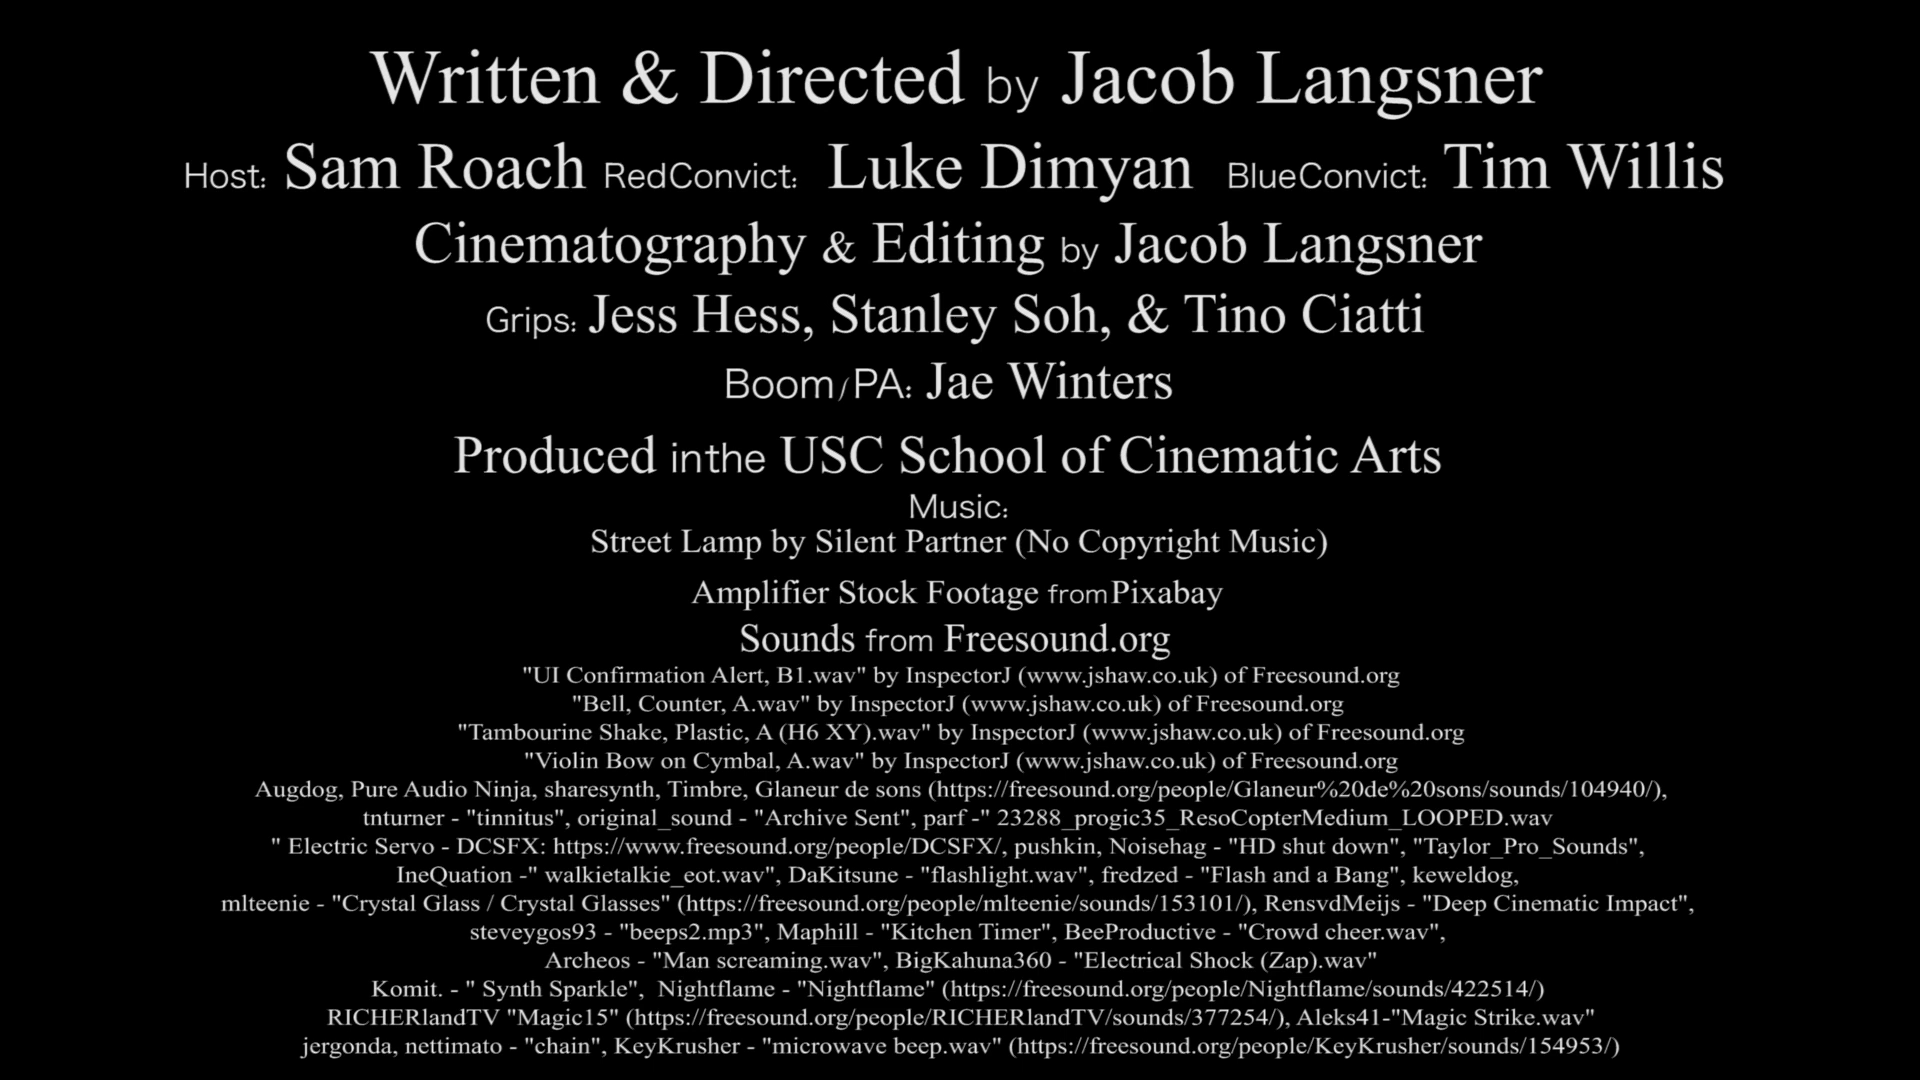 Written & Directed by Jacob Langsner
Host: Sam Roach RedConvict: Luke Dimyan BlueConvict: Tim Willis
Cinematography & Editing by Jacob Langsner
Grips: Jess Hess, Stanley Soh, & Tino Ciatti
Boom/PA: Jae Winters
Produced inthe USC School of Cinematic Arts
Music:
Street Lamp by Silent Partner (No Copyright Music)
Amplifier Stock Footage fromPixabay
Sounds from Freesound.org
"UI Confirmation Alert, B1.wav" by InspectorJ (www.jshaw.co.uk) of Freesound.org
"Bell, Counter, A.wav" by InspectorJ (www.jshaw.co.uk) of Freesound.org
"Tambourine Shake, Plastic, A (H6 XY).wav" by InspectorJ (www.jshaw.co.uk) of Freesound.org
"Violin Bow on Cymbal, A.wav" by InspectorJ (www.jshaw.co.uk) of Freesound.org
Augdog, Pure Audio Ninja, sharesynth, Timbre, Glaneur de sons (https://freesound.org/people/Glaneur%20de%20sons/sounds/104940/),
tnturner - "tinnitus", original_sound - "Archive Sent", parf -" 23288_progic35_ResoCopterMedium_LOOPED.wav
" Electric Servo - DCSFX: https://www.freesound.org/people/DCSFX/, pushkin, Noisehag - "HD shut down", "Taylor_Pro_Sounds",
IneQuation -" walkietalkie_eot.wav", DaKitsune - "flashlight.wav", fredzed - "Flash and a Bang", keweldog,
mlteenie - "Crystal Glass / Crystal Glasses" (https://freesound.org/people/mlteenie/sounds/153101/), RensvdMeijs - "Deep Cinematic Impact",
steveygos93 - "beeps2.mp3", Maphill - "Kitchen Timer", BeeProductive - "Crowd cheer.wav",
Archeos - "Man screaming.wav", BigKahuna360 - "Electrical Shock (Zap).wav"
Komit. - " Synth Sparkle", Nightflame - "Nightflame" (https://freesound.org/people/Nightflame/sounds/422514/)
RICHERlandTV "Magic15" (https://freesound.org/people/RICHERlandTV/sounds/377254/), Aleks41-"Magic Strike.wav"
jergonda, nettimato - "chain", KeyKrusher - "microwave beep.wav" (https://freesound.org/people/KeyKrusher/sounds/154953/)